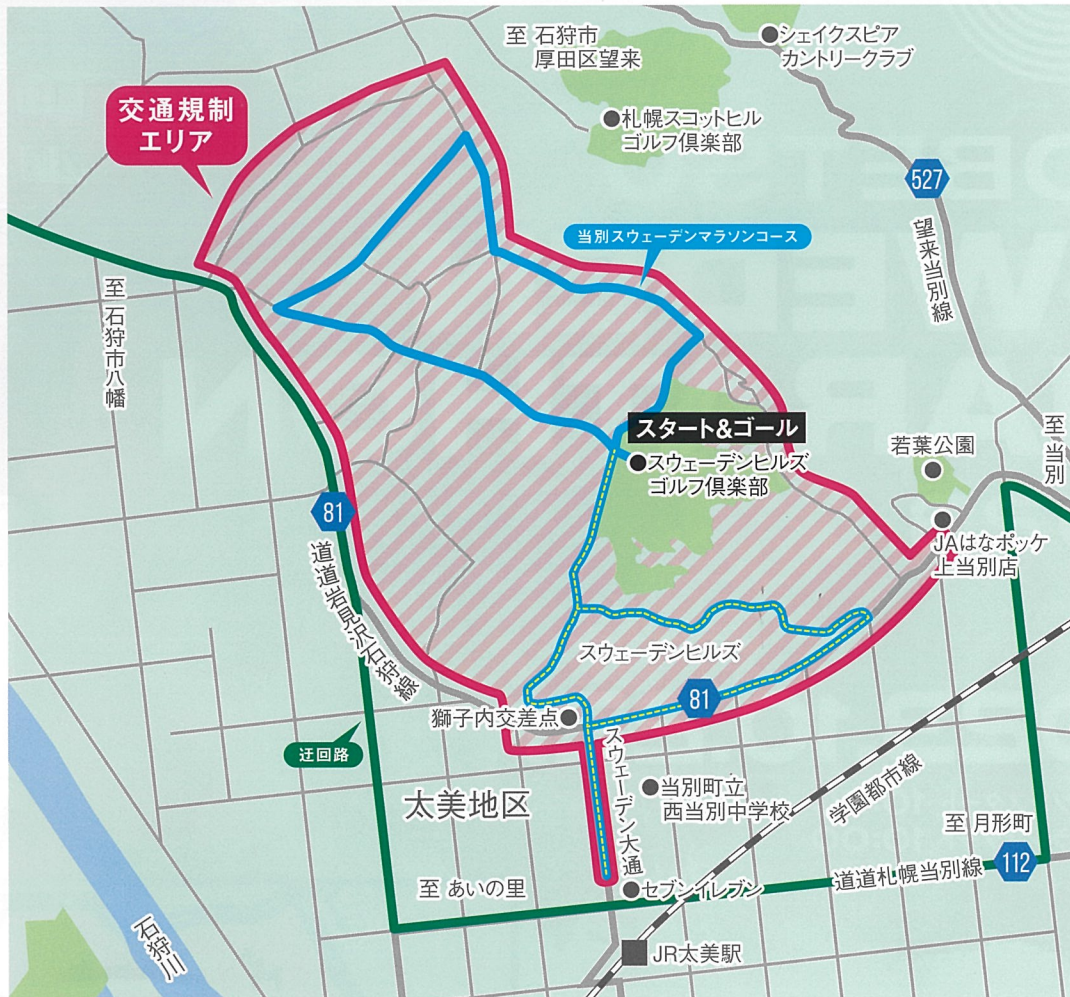 至 石狩市
厚田区望来
シェイクスピア
カントリークラブ
交通規制
エリア
札幌スコットヒル
ゴルフ倶楽部
527
望来当別線
当別スウェーデンマラソンコース
至 石狩市八幡
スタート&ゴール
スウェーデンヒルズ
ゴルフ倶楽部
若葉公園
至 当別
JAはなポッケ
上当別店
81
道道岩見沢石狩線
スウェーデンヒルズ
81
獅子内交差点
迂回路
スウェーデン大通
太美地区
当別町立
西当別中学校
学園都市線
至 月形町
112
道道札幌当別線
至 あいの里
セブンイレブン
石狩川
JR太美駅